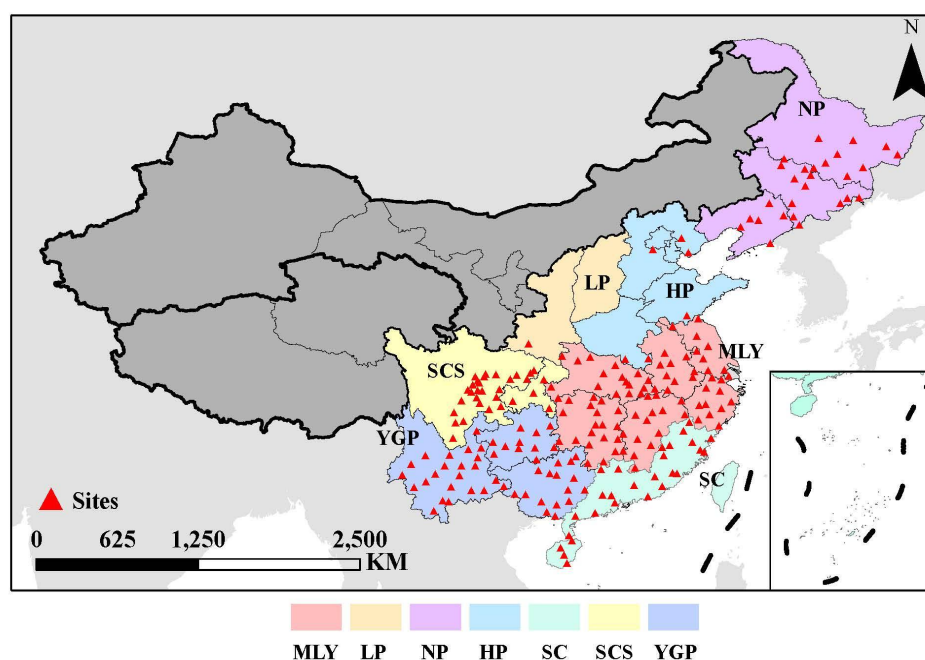 N
NP
LP
HP
MLY
SCS
YGP
SC
Sites
0 625 1,250 2,500
KM
MLY LP NP HP SC SCS YGP